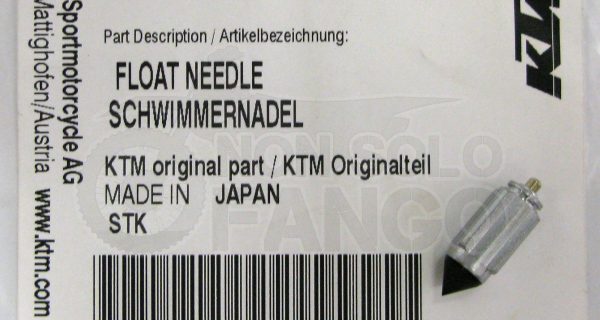 Part Description / Artikelbezeichnung:
FLOAT NEEDLE
SCHWIMMERNADEL
KTM original part / KTM Originalteil
MADE IN JAPAN
STK
Sportmotorcycle AG
Mattighofen/Austria www.ktm.com
KTM
NON SOLO
FANGO